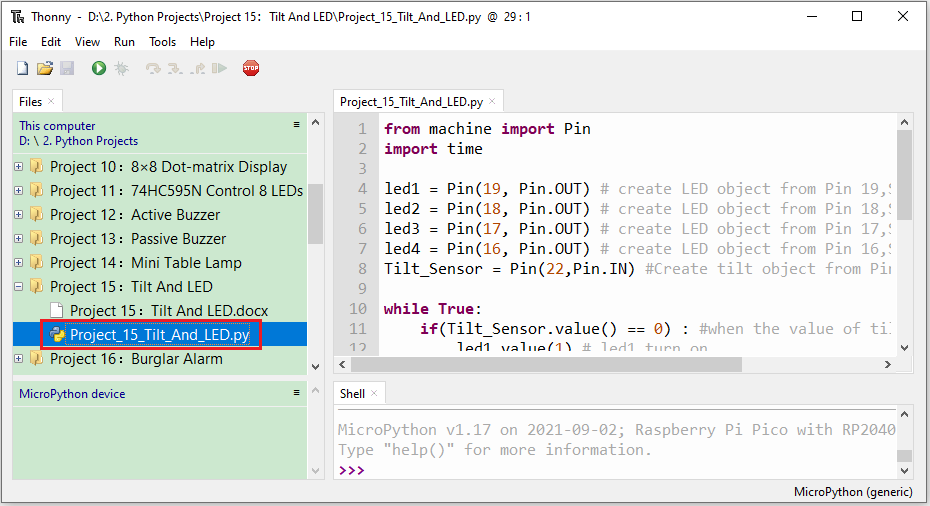 Thonny - D:\2. Python Projects\Project 15：Tilt And LED\Project_15_Tilt_And_LED.py @ 29 : 1
File Edit View Run Tools Help
STOP
Files
This computer
D: \ 2. Python Projects
Project 10：8×8 Dot-matrix Display
Project 11：74HC595N Control 8 LEDs
Project 12：Active Buzzer
Project 13：Passive Buzzer
Project 14：Mini Table Lamp
Project 15：Tilt And LED
Project 15：Tilt And LED.docx
Project_15_Tilt_And_LED.py
Project 16：Burglar Alarm
MicroPython device
Project_15_Tilt_And_LED.py
1 from machine import Pin
2 import time
3
4 led1 = Pin(19, Pin.OUT) # create LED object from Pin 19,S
5 led2 = Pin(18, Pin.OUT) # create LED object from Pin 18,S
6 led3 = Pin(17, Pin.OUT) # create LED object from Pin 17,S
7 led4 = Pin(16, Pin.OUT) # create LED object from Pin 16,S
8 Tilt_Sensor = Pin(22,Pin.IN) #Create tilt object from Pin
9
10 while True:
11 if(Tilt_Sensor.value() == 0) : #when the value of til
12 led1.value(1) # led1 turn on
Shell
MicroPython v1.17 on 2021-09-02; Raspberry Pi Pico with RP2040
Type "help()" for more information.
>>>
MicroPython (generic)